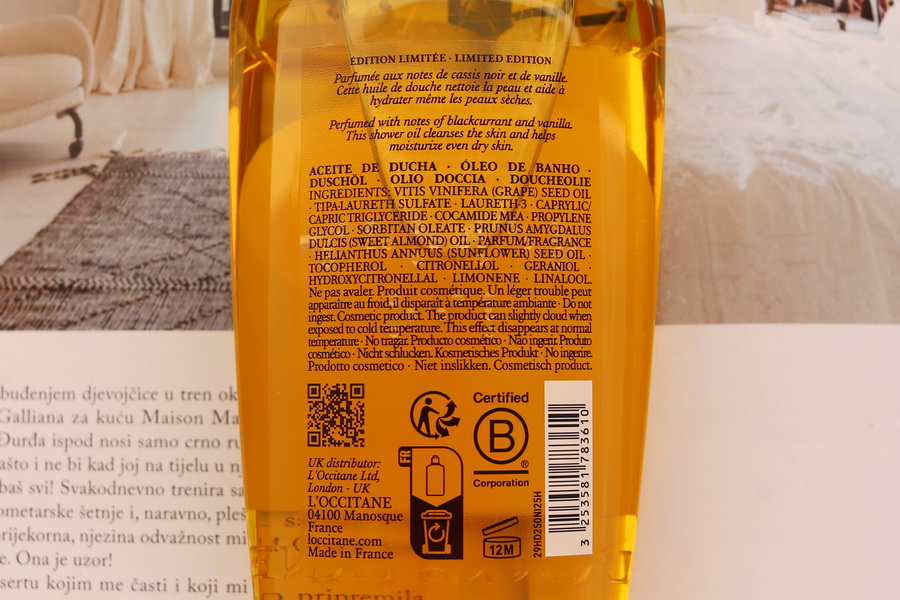 ÉDITION LIMITÉE · LIMITED EDITION
Parfumée aux notes de cassis noir et de vanille.
Cette huile de douche nettoie la peau et aide à
hydrater même les peaux sèches.
Perfumed with notes of blackcurrant and vanilla.
This shower oil cleanses the skin and helps
moisturize even dry skin.
ACEITE DE DUCHA · ÓLEO DE BANHO ·
DUSCHÖL · OLIO DOCCIA · DOUCHEOLIE
INGREDIENTS: VITIS VINIFERA (GRAPE) SEED OIL
· TIPA-LAURETH SULFATE · LAURETH-3 · CAPRYLIC/
CAPRIC TRIGLYCERIDE · COCAMIDE MEA · PROPYLENE
GLYCOL · SORBITAN OLEATE · PRUNUS AMYGDALUS
DULCIS (SWEET ALMOND) OIL · PARFUM/FRAGRANCE
· HELIANTHUS ANNUUS (SUNFLOWER) SEED OIL ·
TOCOPHEROL · CITRONELLOL · GERANIOL ·
HYDROXYCITRONELLAL · LIMONENE · LINALOOL.
Ne pas avaler. Produit cosmétique. Un léger trouble peut
apparaître au froid, il disparaît à température ambiante · Do not
ingest. Cosmetic product. The product can slightly cloud when
exposed to cold temperature. This effect disappears at normal
temperature · No tragar. Producto cosmético · Não ingerir. Produto
cosmético · Nicht schlucken. Kosmetisches Produkt · No ingerire.
Prodotto cosmetico · Niet inslikken. Cosmetisch product.
FR
Certified
B
®
Corporation
UK distributor:
L'Occitane Ltd,
London - UK
L'OCCITANE
04100 Manosque
France
loccitane.com
Made in France
12M
29HD250NI25H
3 253581 783610
buđenjem djevojčice u tren ok
Galliana za kuću Maison Ma
Đurđa ispod nosi samo crno ru
ašto i ne bi kad joj na tijelu u n
baš svi! Svakodnevno trenira sa
ometarske šetnje i, naravno, pleš
rijekorna, njezina odvažnost mi
e. Ona je uzor!
sertu kojim me časti i koji mi
pripremila